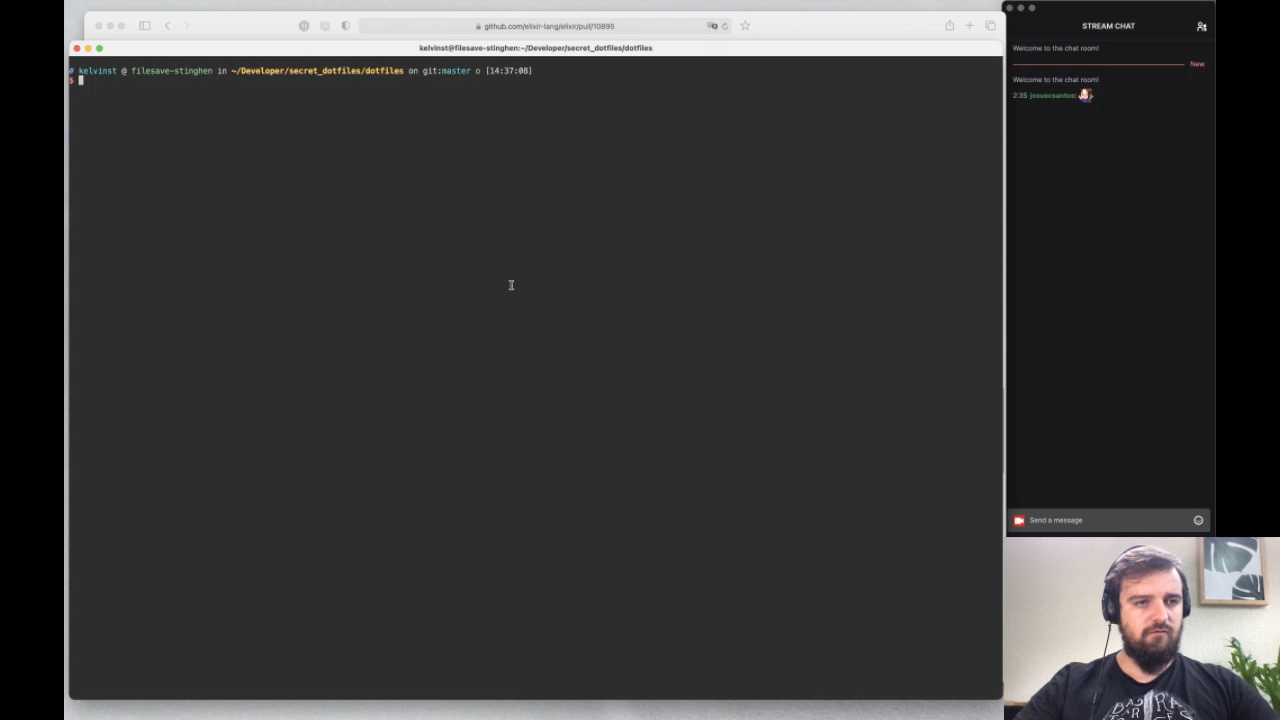 github.com/elixir-lang/elixir/pull/10895
kelvinst@filesave-stinghen:~/Developer/secret_dotfiles/dotfiles
# kelvinst @ filesave-stinghen in ~/Developer/secret_dotfiles/dotfiles on git:master o [14:37:08]
$
STREAM CHAT
Welcome to the chat room!
New
Welcome to the chat room!
2:35 josuecsantos:
Send a message